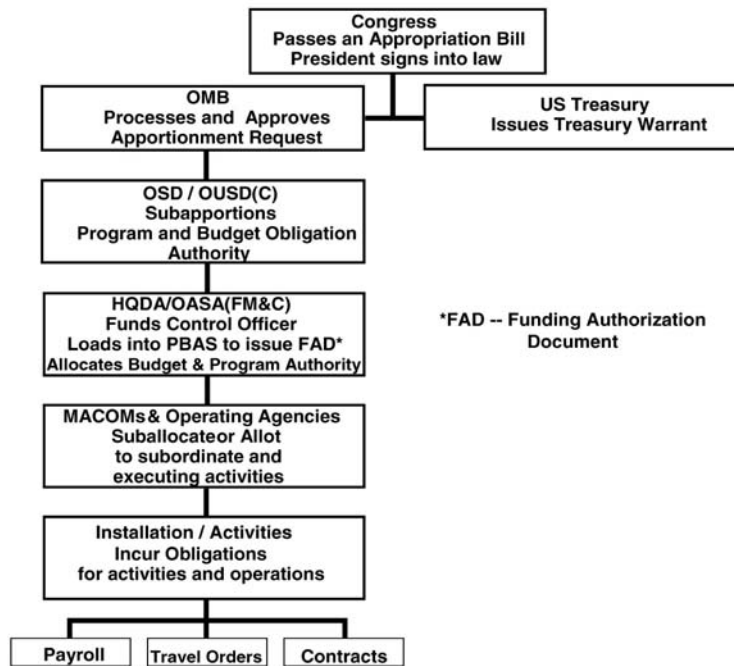 Congress
Passes an Appropriation Bill
President signs into law
OMB
Processes and Approves
Apportionment Request
US Treasury
Issues Treasury Warrant
OSD / OUSD(C)
Subapportions
Program and Budget Obligation
Authority
HQDA/OASA(FM&C)
Funds Control Officer
Loads into PBAS to issue FAD*
Allocates Budget & Program Authority
*FAD -- Funding Authorization
Document
MACOMs & Operating Agencies
Suballocateor Allot
to subordinate and
executing activities
Installation / Activities
Incur Obligations
for activities and operations
Payroll
Travel Orders
Contracts